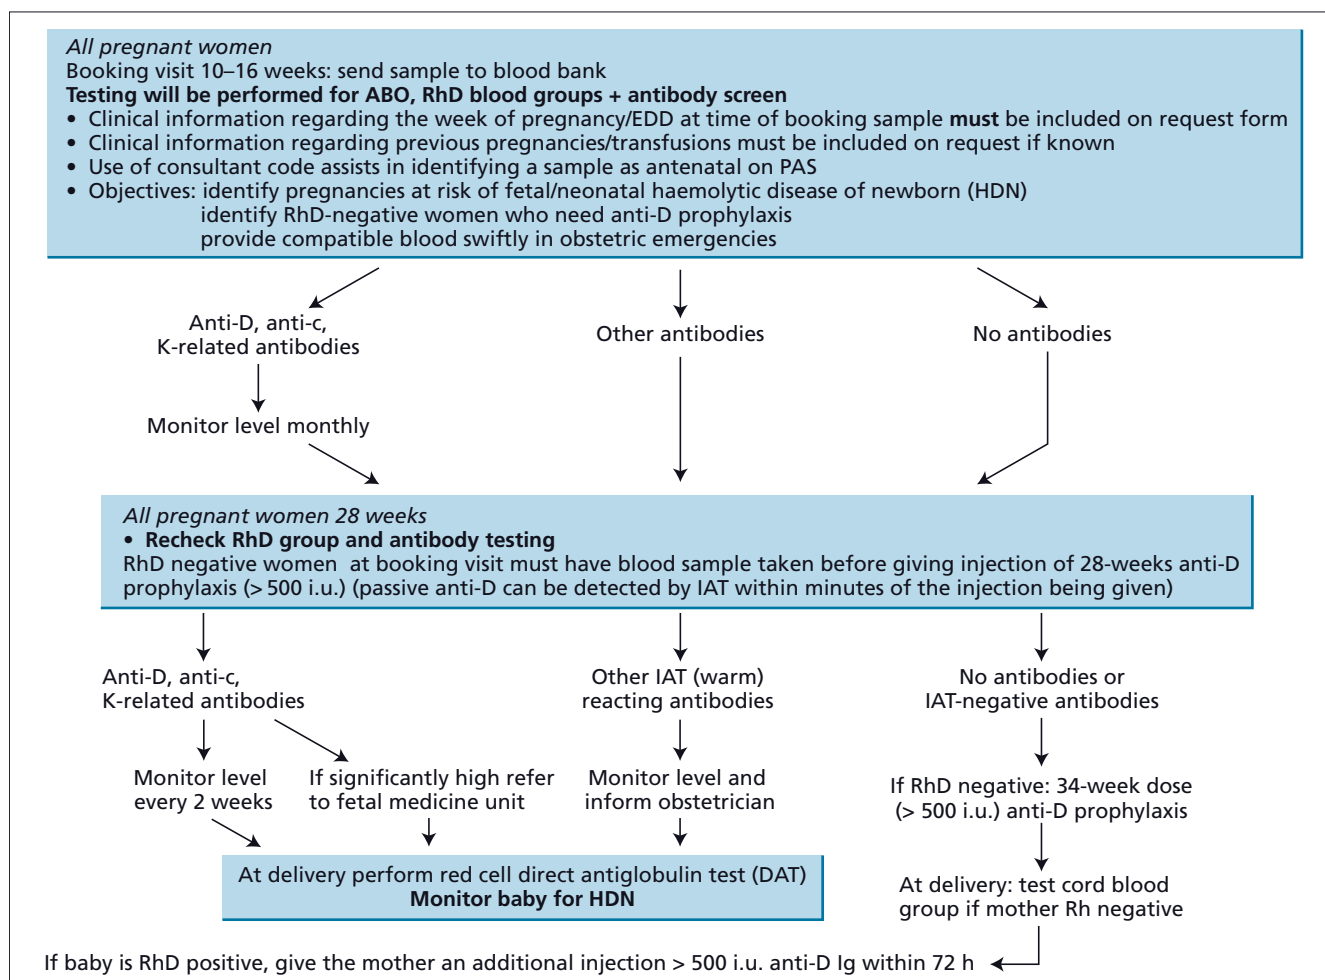 All pregnant women
Booking visit 10–16 weeks: send sample to blood bank
Testing will be performed for ABO, RhD blood groups + antibody screen
• Clinical information regarding the week of pregnancy/EDD at time of booking sample must be included on request form
• Clinical information regarding previous pregnancies/transfusions must be included on request if known
• Use of consultant code assists in identifying a sample as antenatal on PAS
• Objectives: identify pregnancies at risk of fetal/neonatal haemolytic disease of newborn (HDN)
identify RhD-negative women who need anti-D prophylaxis
provide compatible blood swiftly in obstetric emergencies
Anti-D, anti-c,
K-related antibodies
Other antibodies
No antibodies
Monitor level monthly
All pregnant women 28 weeks
• Recheck RhD group and antibody testing
RhD negative women at booking visit must have blood sample taken before giving injection of 28-weeks anti-D
prophylaxis (> 500 i.u.) (passive anti-D can be detected by IAT within minutes of the injection being given)
Anti-D, anti-c,
K-related antibodies
Other IAT (warm)
reacting antibodies
No antibodies or
IAT-negative antibodies
Monitor level
every 2 weeks
If significantly high refer
to fetal medicine unit
Monitor level and
inform obstetrician
If RhD negative: 34-week dose
(> 500 i.u.) anti-D prophylaxis
At delivery perform red cell direct antiglobulin test (DAT)
Monitor baby for HDN
At delivery: test cord blood
group if mother Rh negative
If baby is RhD positive, give the mother an additional injection > 500 i.u. anti-D Ig within 72 h